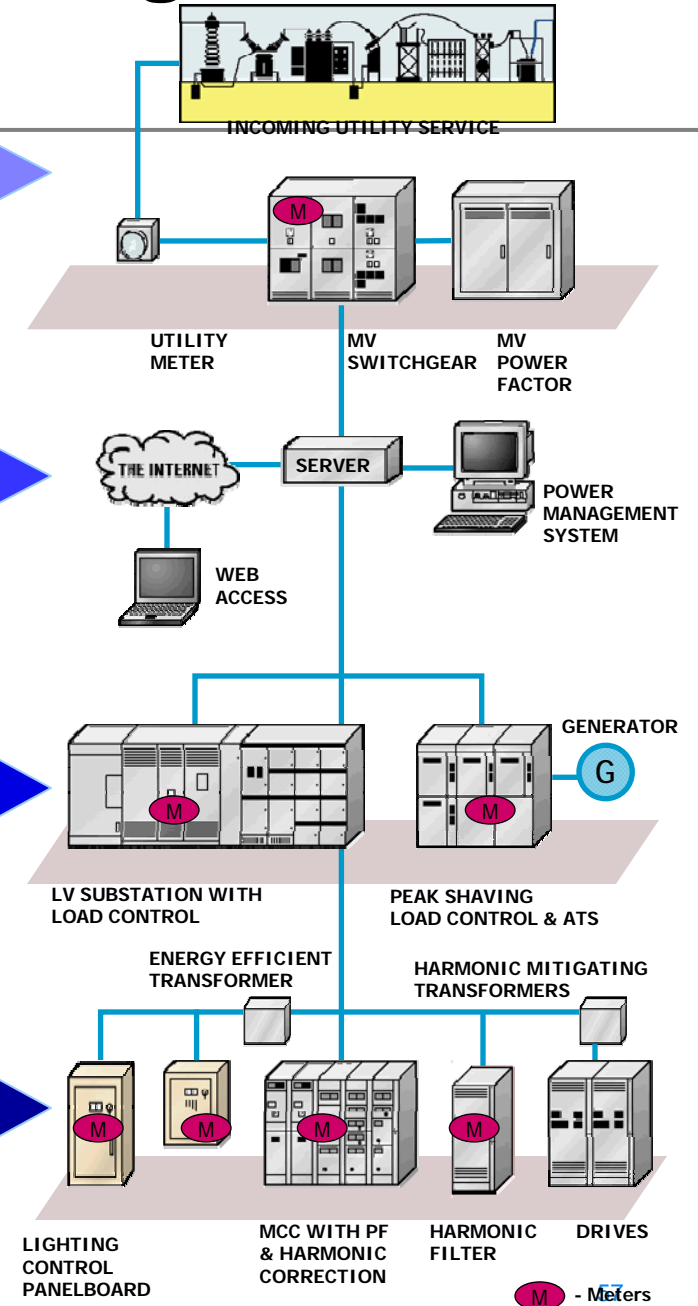 INCOMING UTILITY SERVICE
M
UTILITY
METER
MV
SWITCHGEAR
MV
POWER
FACTOR
THE INTERNET
SERVER
POWER
MANAGEMENT
SYSTEM
WEB
ACCESS
GENERATOR
G
M
M
LV SUBSTATION WITH
LOAD CONTROL
PEAK SHAVING
LOAD CONTROL & ATS
ENERGY EFFICIENT
TRANSFORMER
HARMONIC MITIGATING
TRANSFORMERS
M
M
M
M
LIGHTING
CONTROL
PANELBOARD
MCC WITH PF
& HARMONIC
CORRECTION
HARMONIC
FILTER
DRIVES
M - Meters
57